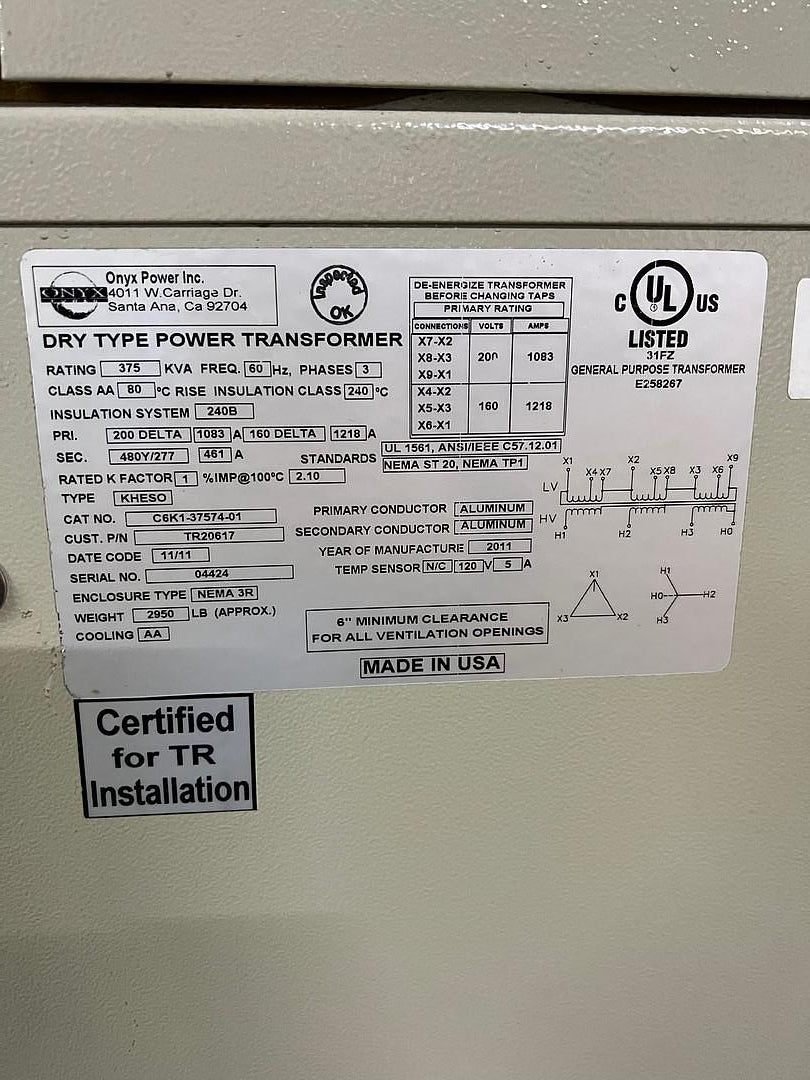 ONYX
Onyx Power Inc.
4011 W.Carriage Dr.
Santa Ana, Ca 92704
Inspected
OK
DE-ENERGIZE TRANSFORMER
BEFORE CHANGING TAPS
PRIMARY RATING
CONNECTIONS VOLTS AMPS
X7-X2
X8-X3 200 1083
X9-X1
X4-X2
X5-X3 160 1218
X6-X1
C UL US
LISTED
31FZ
GENERAL PURPOSE TRANSFORMER
E258267
DRY TYPE POWER TRANSFORMER
RATING 375 KVA FREQ. 60 Hz, PHASES 3
CLASS AA 80 °C RISE INSULATION CLASS 240 °C
INSULATION SYSTEM 240B
PRI. 200 DELTA 1083 A 160 DELTA 1218 A
SEC. 480Y/277 461 A
STANDARDS UL 1561, ANSI/IEEE C57.12.01
NEMA ST 20, NEMA TP1
RATED K FACTOR 1 %IMP@100°C 2.10
TYPE KHESO
CAT NO. C6K1-37574-01
CUST. P/N TR20617
DATE CODE 11/11
SERIAL NO. 04424
ENCLOSURE TYPE NEMA 3R
WEIGHT 2950 LB (APPROX.)
COOLING AA
PRIMARY CONDUCTOR ALUMINUM
SECONDARY CONDUCTOR ALUMINUM
YEAR OF MANUFACTURE 2011
TEMP SENSOR N/C 120 V 5 A
6" MINIMUM CLEARANCE
FOR ALL VENTILATION OPENINGS
MADE IN USA
X1 X4 X7 X2 X5 X8 X3 X6 X9
LV
HV
H1 H2 H3 H0
X1
X3 X2
H1
H0 H2
H3
Certified
for TR
Installation